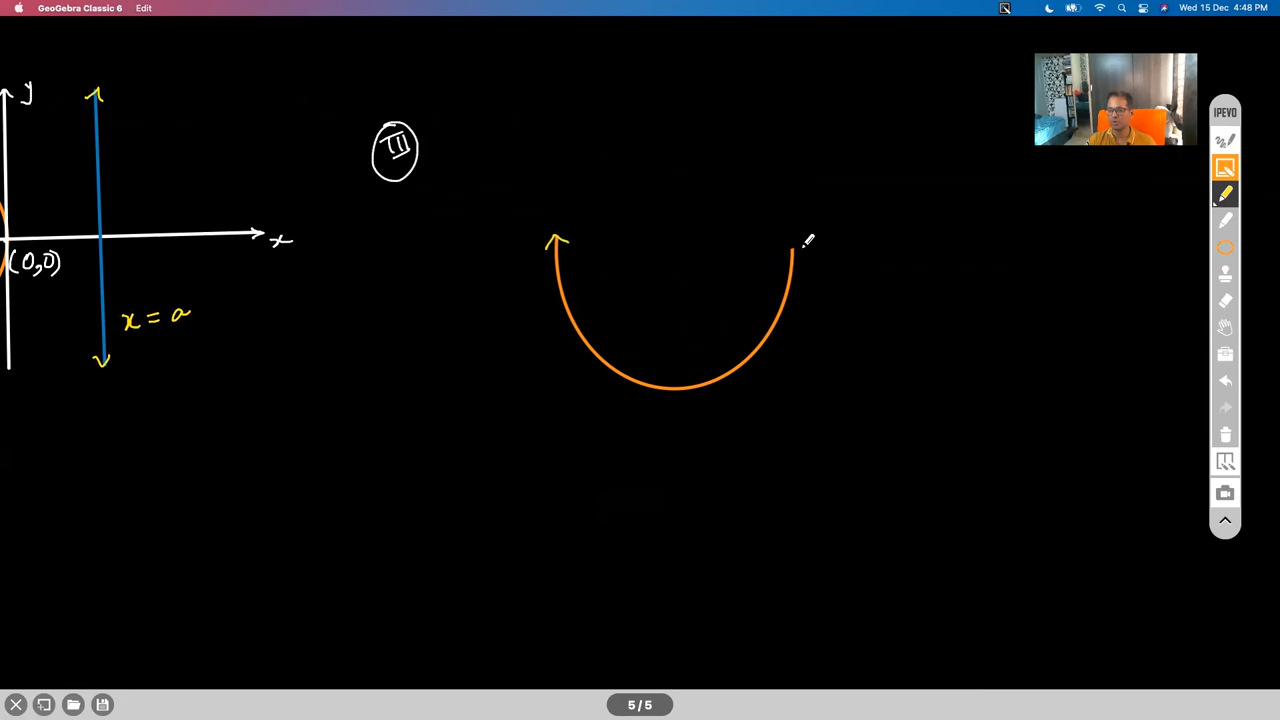 GeoGebra Classic 6 Edit Wed 15 Dec 4:48 PM
IPEVO
y
III
x
(0,0)
x = a
5 / 5